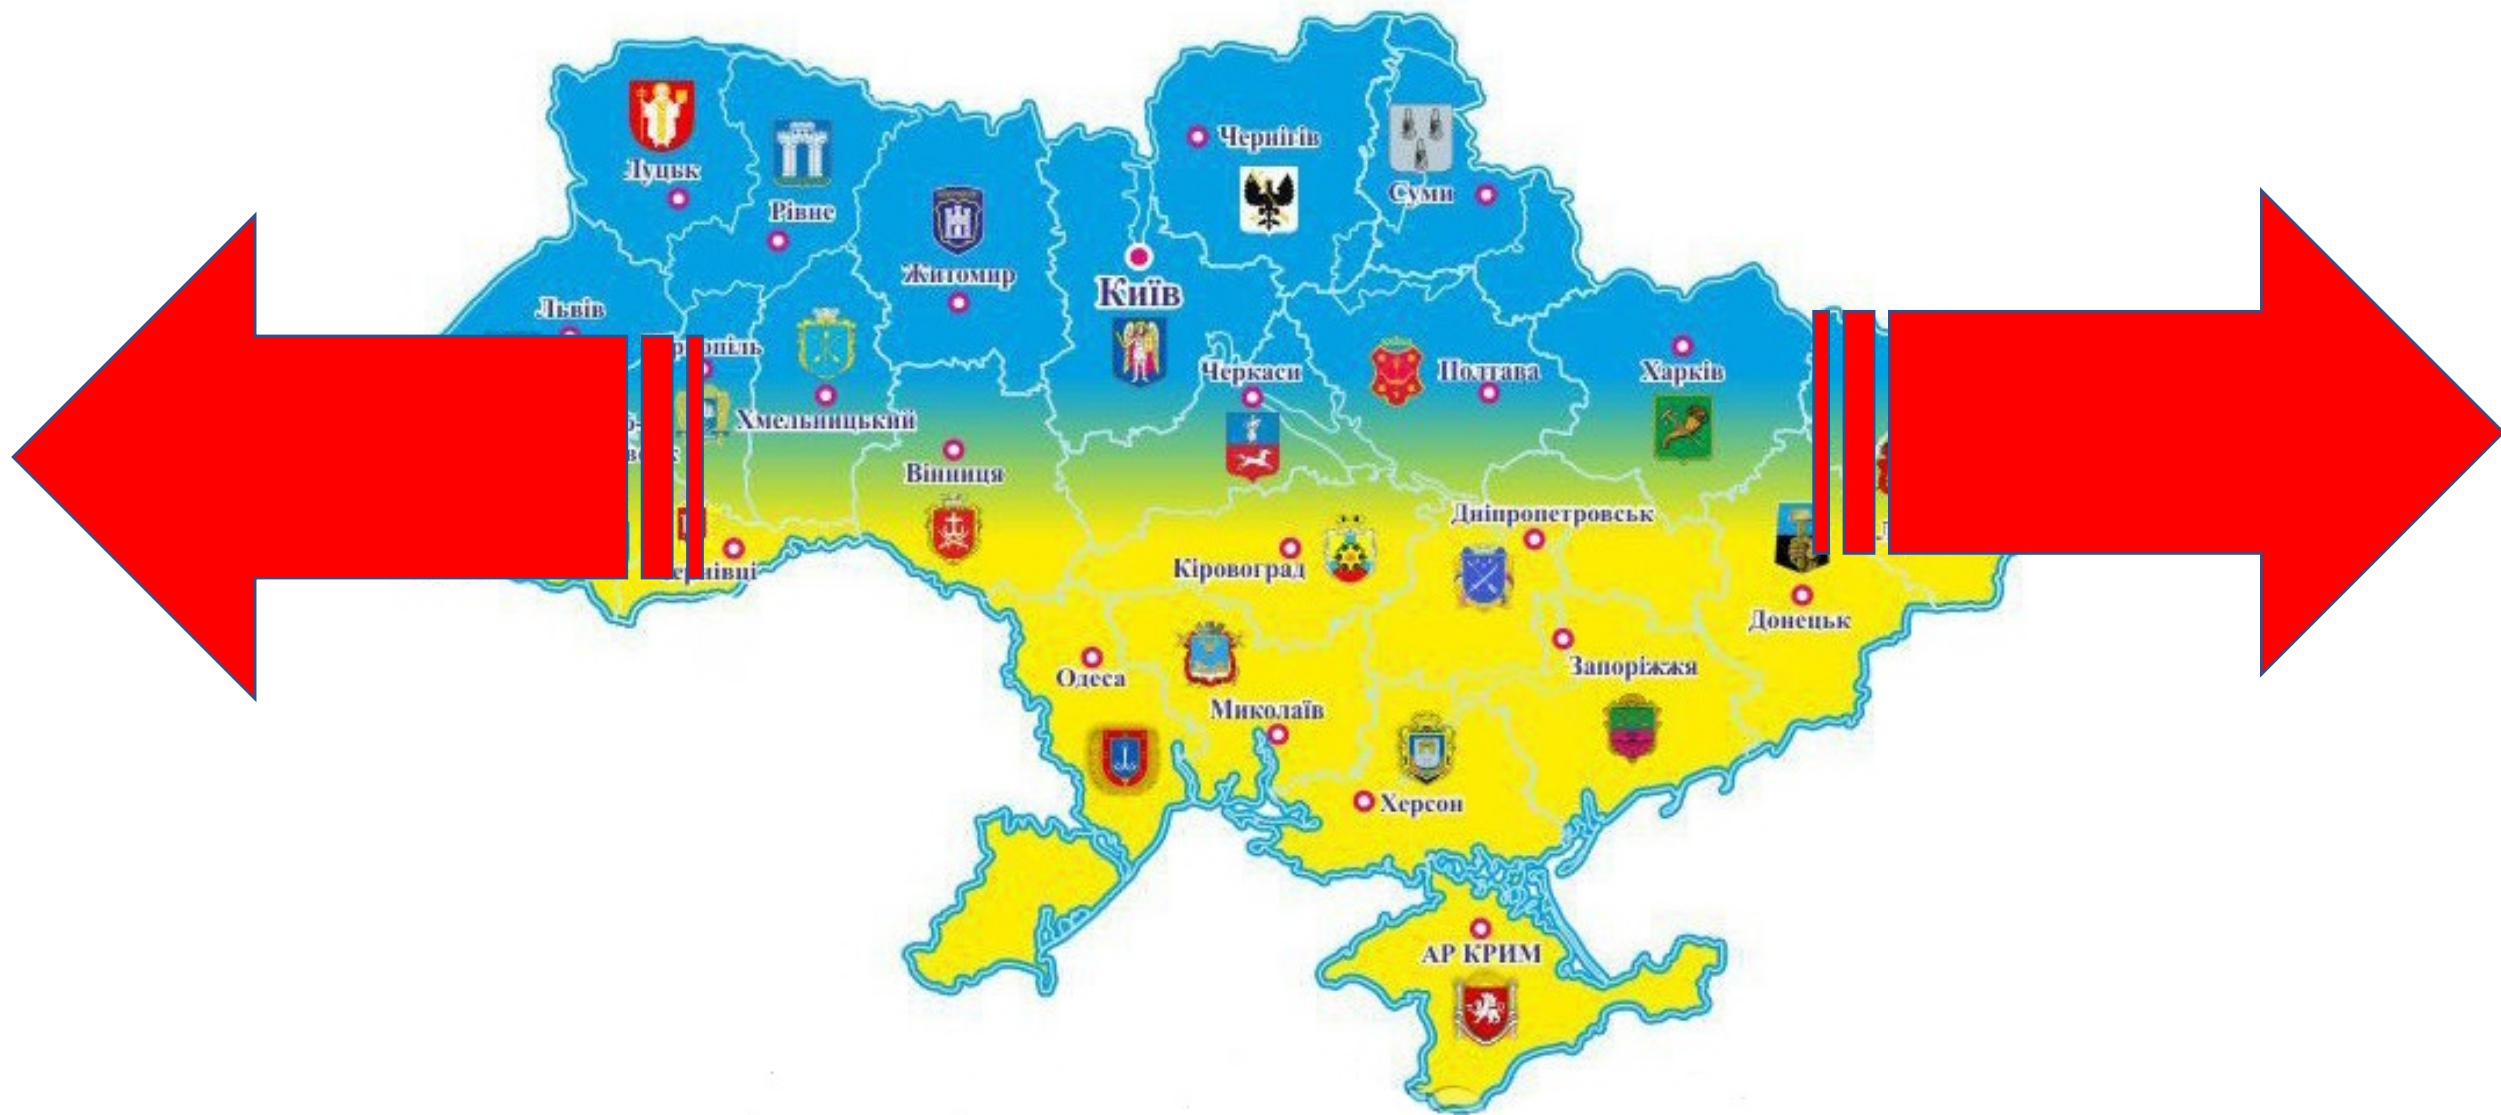 Чернігів
Луцьк
Суми
Рівне
Житомир
Київ
Львів
Черкаси
Полтава
Харків
Хмельницький
Вінниця
Дніпропетровськ
Кіровоград
Донецьк
Запоріжжя
Одеса
Миколаїв
Херсон
АР КРИМ